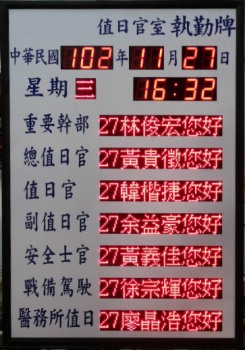 值日官室 執勤牌
中華民國 102 年 11 月 27 日
星期 三 16:32
重要幹部 27林俊宏您好
總值日官 27黃貴徵您好
值日官 27韓楷捷您好
副值日官 27余益豪您好
安全士官 27黃義佳您好
戰備駕駛 27徐宗輝您好
醫務所值日 27廖晶浩您好